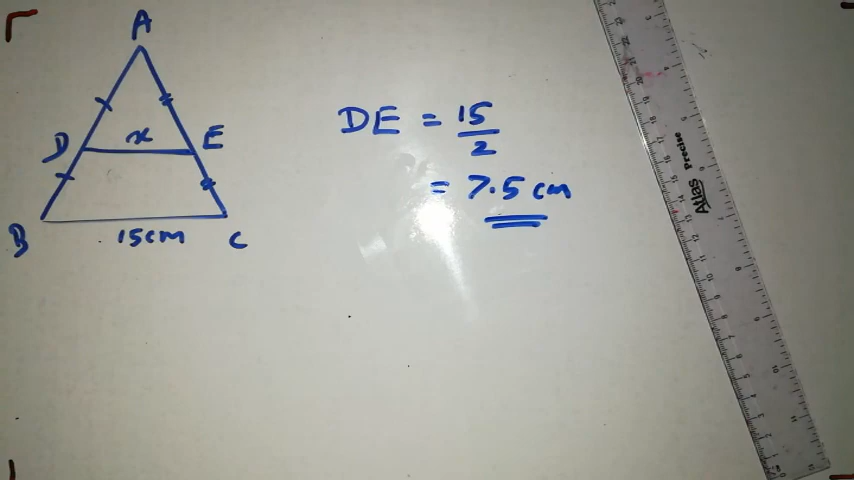 A
D x E
B 15cm C
DE = 15/2
= 7.5 cm
Atlas Precise